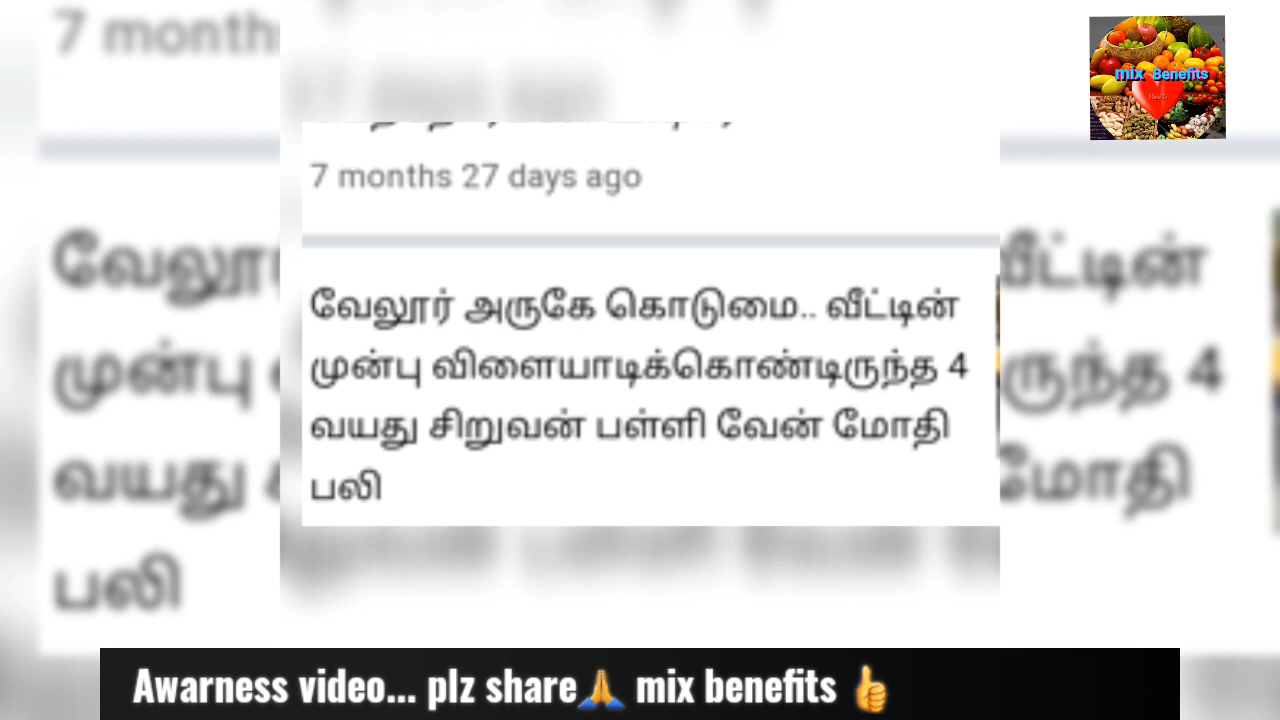 mix Benefits
7 months 27 days ago
வேலூர் அருகே கொடுமை.. வீட்டின்
முன்பு விளையாடிக்கொண்டிருந்த 4
வயது சிறுவன் பள்ளி வேன் மோதி
பலி
Awarness video... plz share🙏 mix benefits 👍